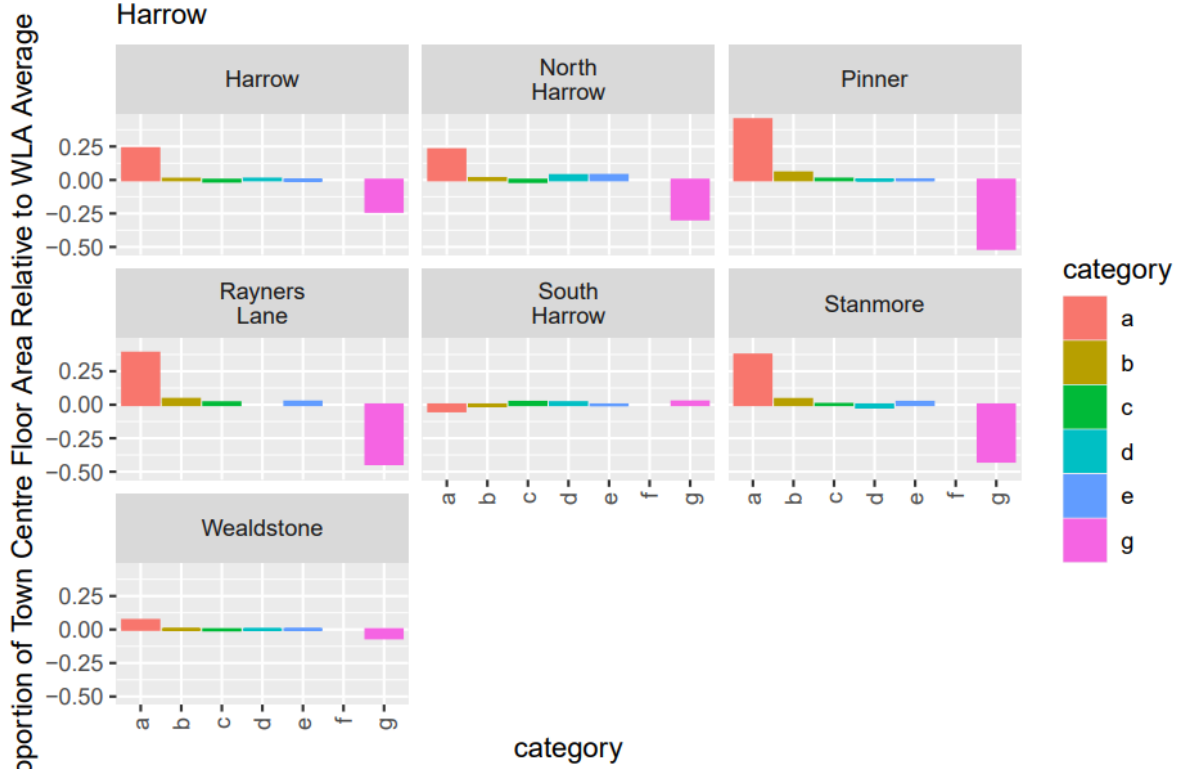 Harrow
oportion of Town Centre Floor Area Relative to WLA Average
Harrow
North
Harrow
Pinner
0.25
0.00
−0.25
−0.50
Rayners
Lane
South
Harrow
Stanmore
0.25
0.00
−0.25
−0.50
a b c d e f g
a b c d e f g
Wealdstone
0.25
0.00
−0.25
−0.50
a b c d e f g
category
category
a
b
c
d
e
g